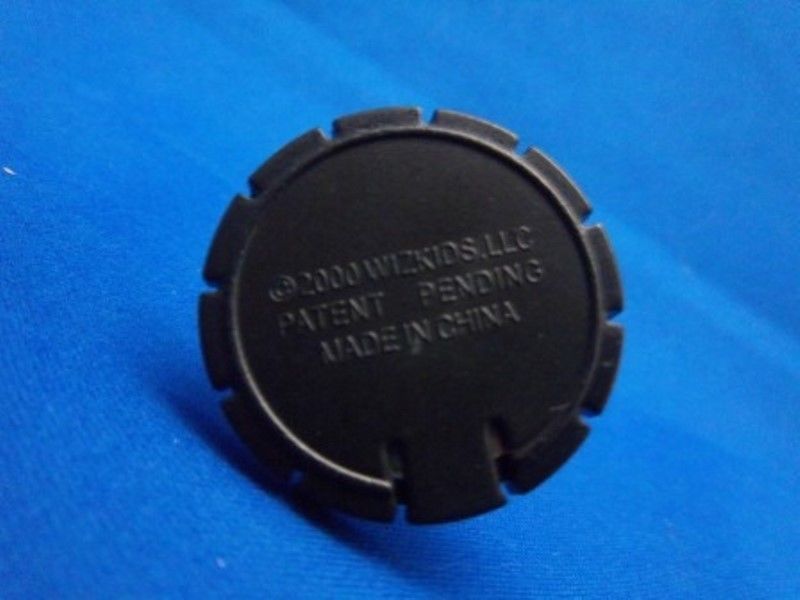 ©2000 WIZKIDS, LLC
PATENT PENDING
MADE IN CHINA